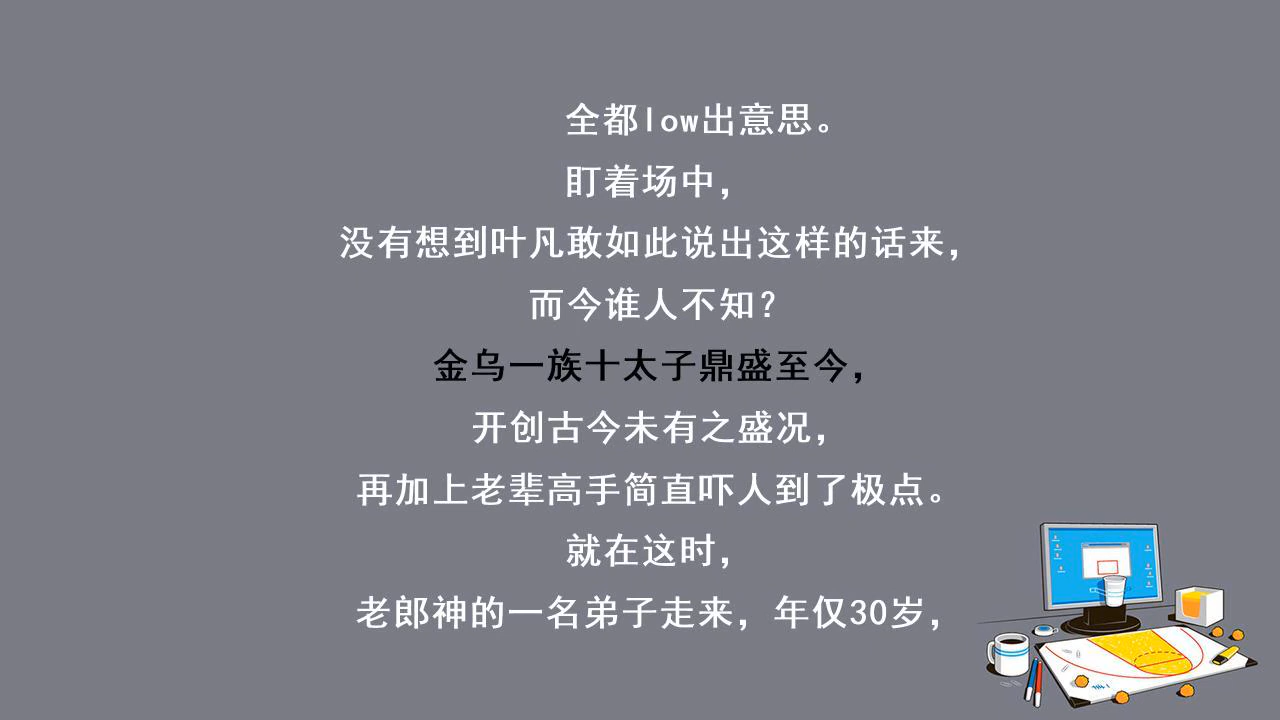 全都low出意思。
盯着场中，
没有想到叶凡敢如此说出这样的话来，
而今谁人不知？
金乌一族十太子鼎盛至今，
开创古今未有之盛况，
再加上老辈高手简直吓人到了极点。
就在这时，
老郎神的一名弟子走来，年仅30岁，